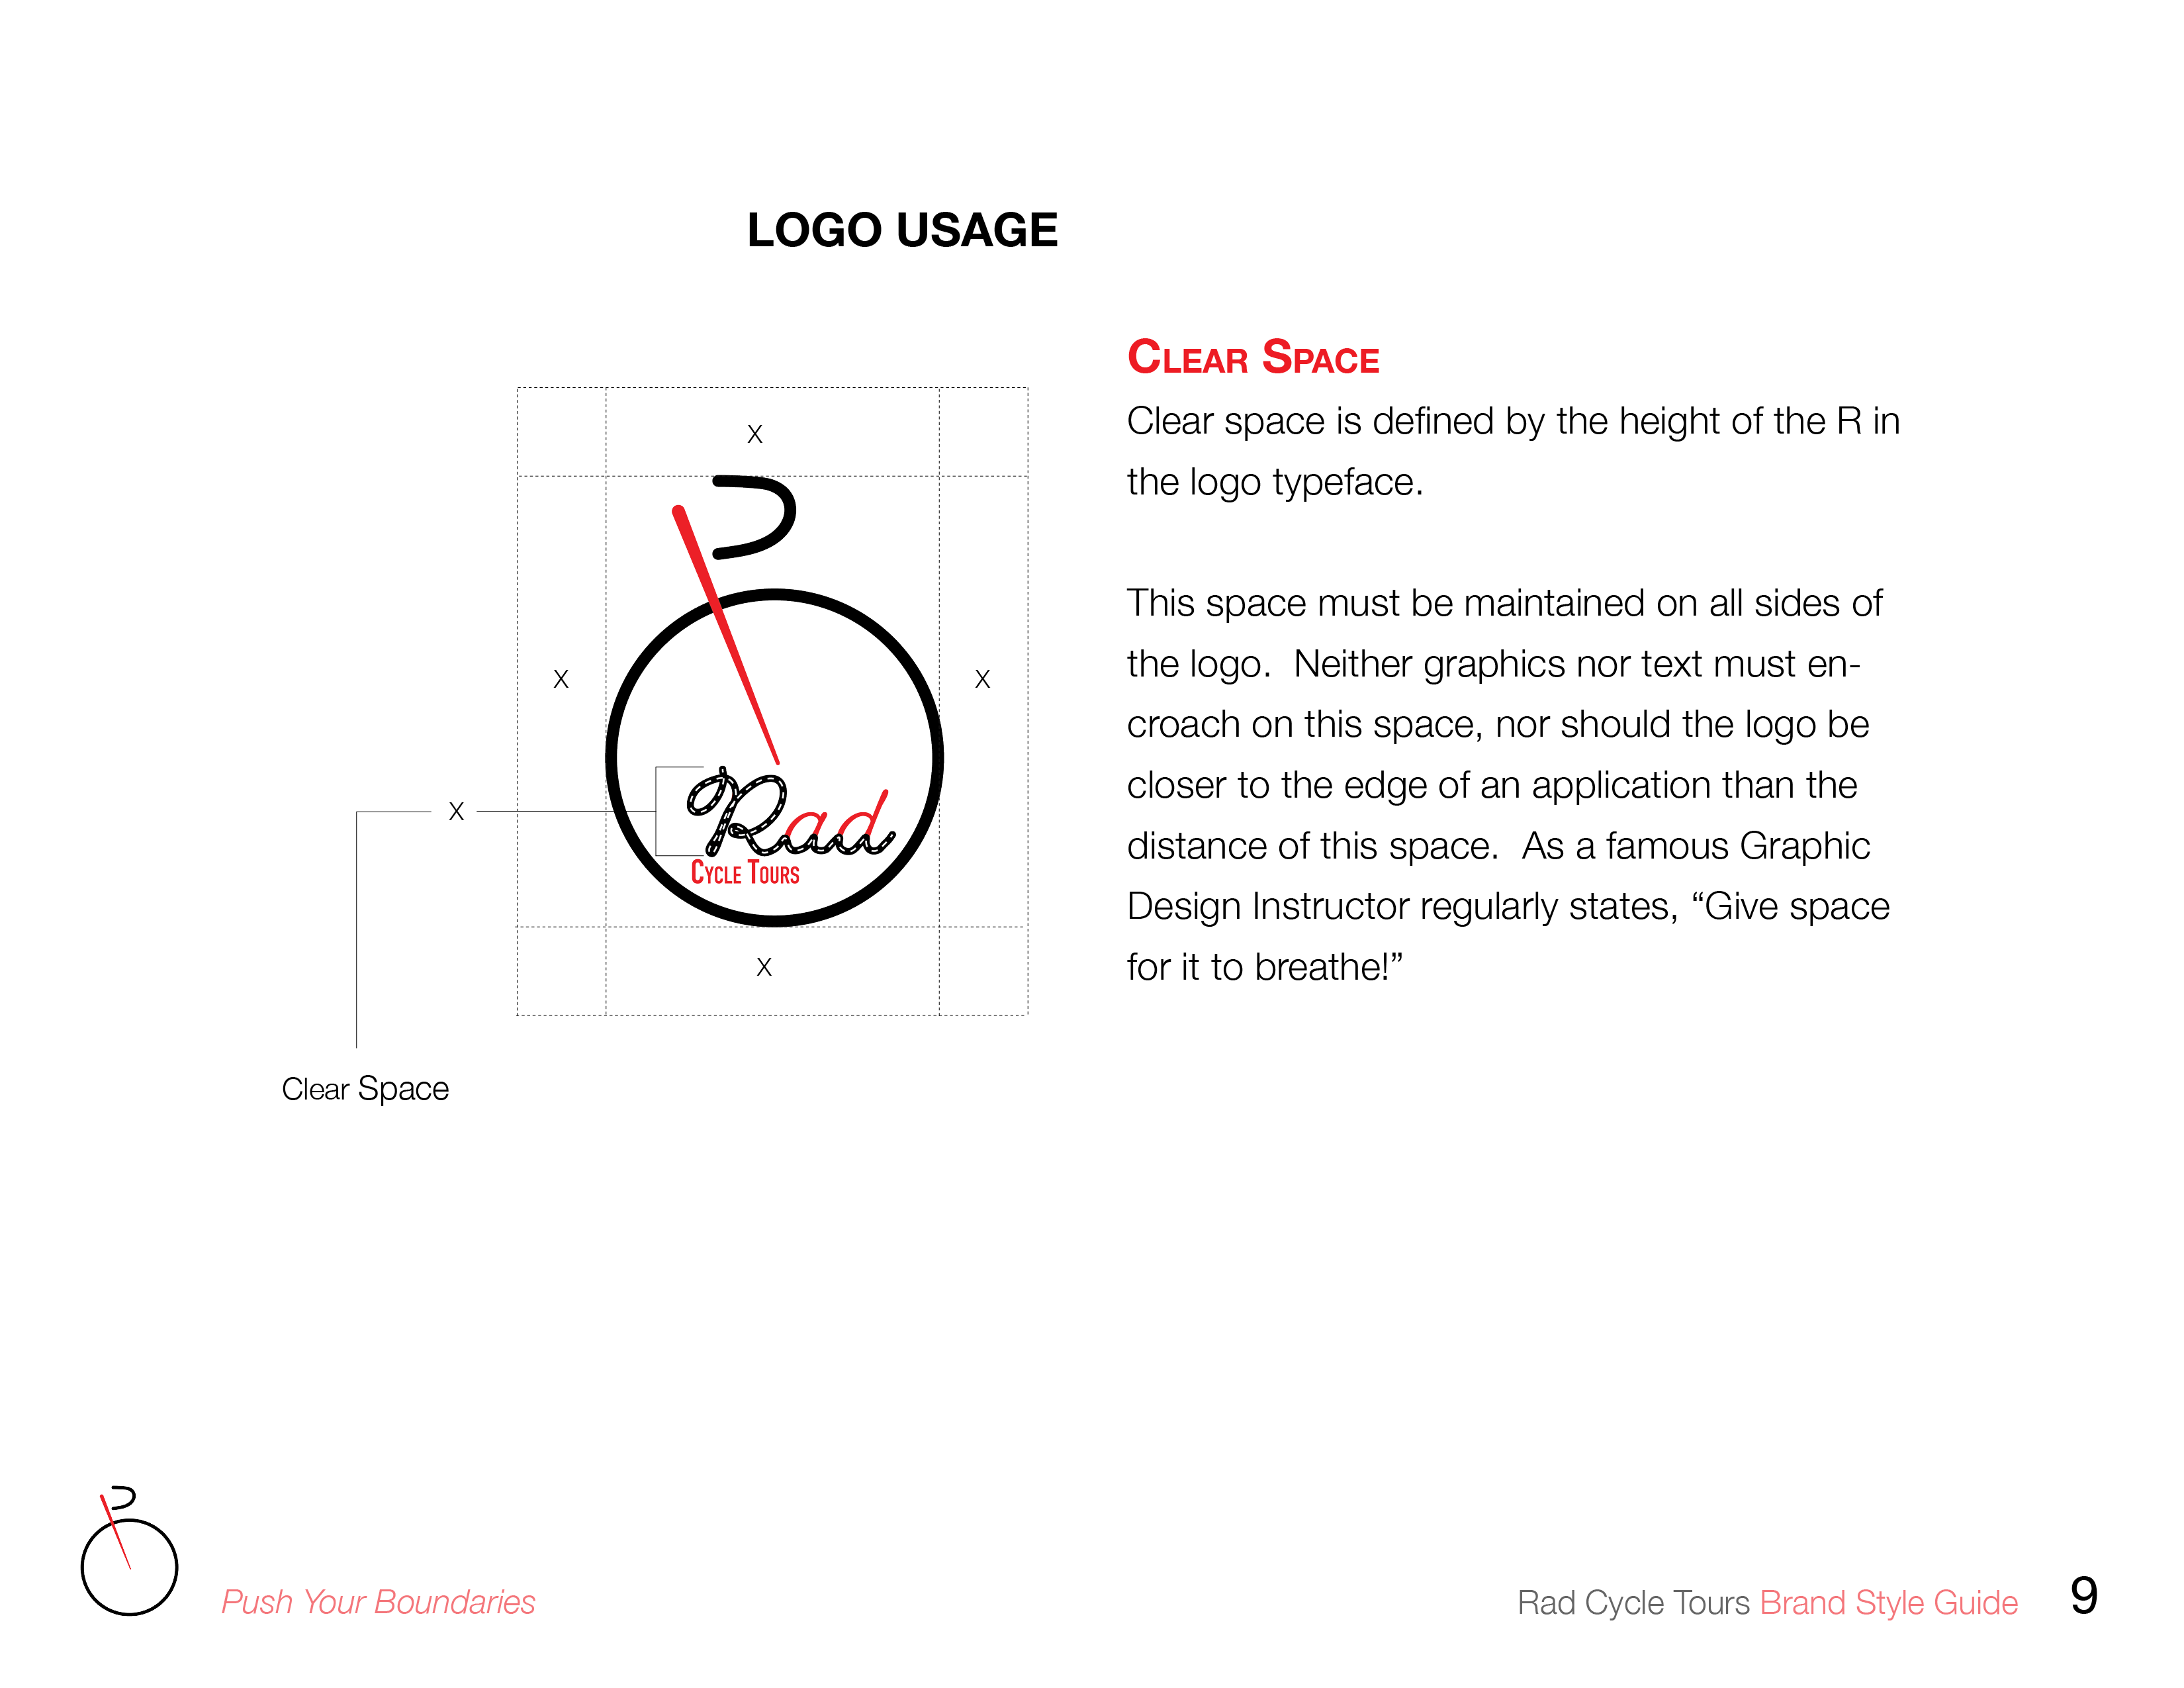 LOGO USAGE
X
X
X
Rad
Cycle Tours
X
X
Clear Space
Clear Space
Clear space is defined by the height of the R in
the logo typeface.
This space must be maintained on all sides of
the logo.  Neither graphics nor text must en-
croach on this space, nor should the logo be
closer to the edge of an application than the
distance of this space.  As a famous Graphic
Design Instructor regularly states, “Give space
for it to breathe!”
Push Your Boundaries
Rad Cycle Tours Brand Style Guide 9